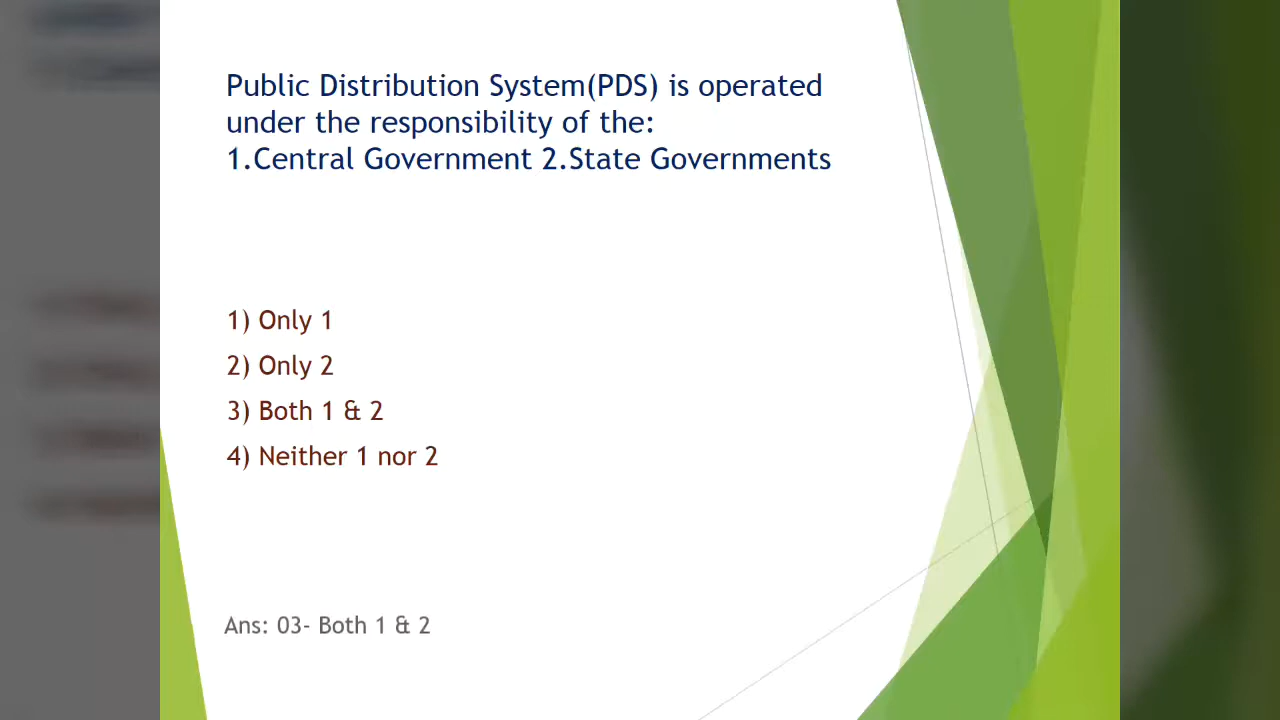 Public Distribution System(PDS) is operated
under the responsibility of the:
1.Central Government 2.State Governments
1) Only 1
2) Only 2
3) Both 1 & 2
4) Neither 1 nor 2
Ans: 03- Both 1 & 2